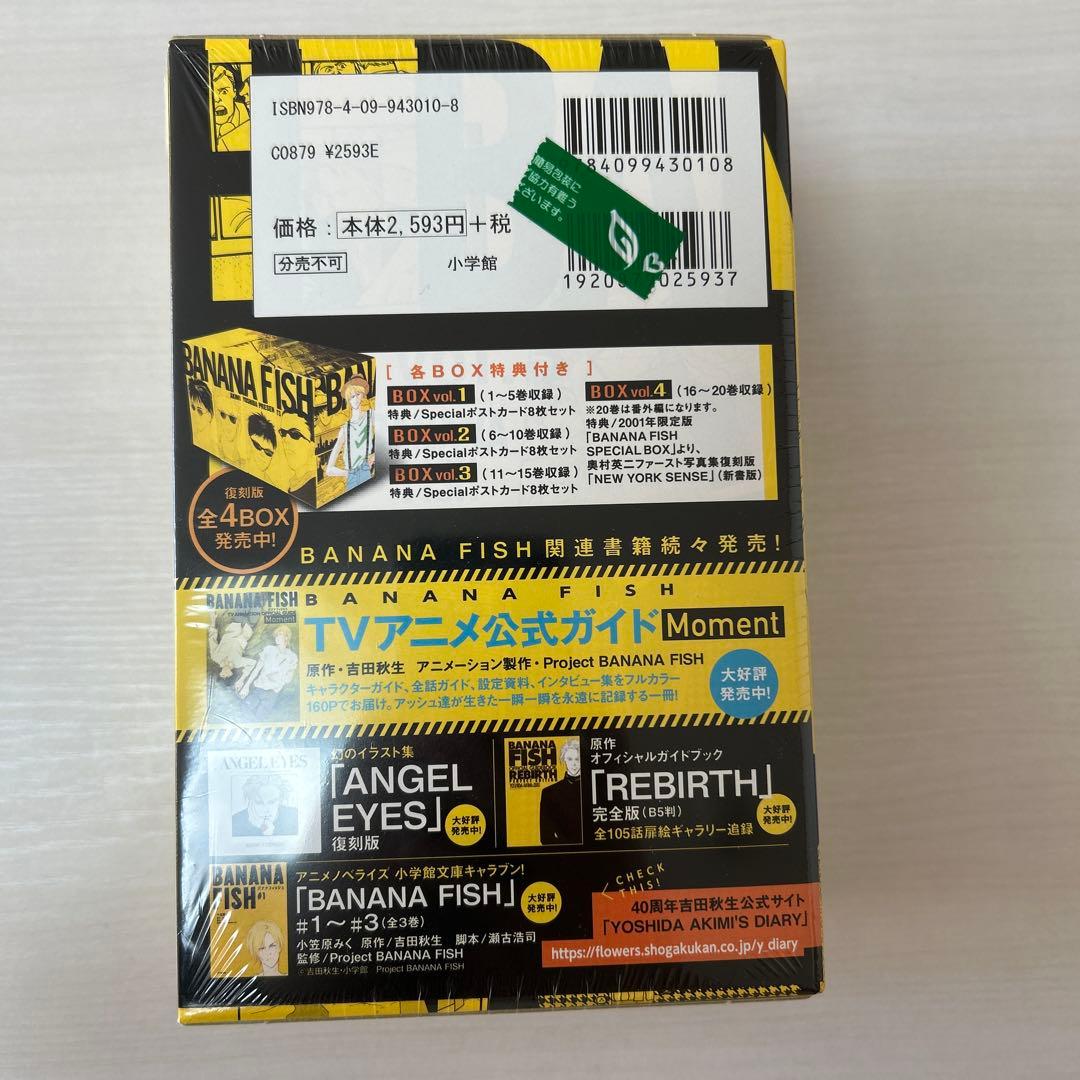 ISBN978-4-09-943010-8
C0879 ¥2593E
84099430108
価格:本体2,593円+税
分売不可
小学館
簡易包装に
協力有難う
ございます。
1920
025937
BANANA FISH BAN
[ 各BOX特典付き ]
BOX vol.1 (1〜5巻収録)
特典/Specialポストカード8枚セット
BOX vol.2 (6〜10巻収録)
特典/Specialポストカード8枚セット
BOX vol.3 (11〜15巻収録)
特典/Specialポストカード8枚セット
BOX vol.4 (16〜20巻収録)
※20巻は番外編になります。
特典/2001年限定版
「BANANA FISH
SPECIAL BOX」より、
奥村英二ファースト写真集復刻版
「NEW YORK SENSE」(新書版)
復刻版
全4BOX
発売中!
BANANA FISH関連書籍続々発売!
BANANA FISH
TV ANIMATION OFFICIAL GUIDE
Moment
BANANA FISH
TVアニメ公式ガイドMoment
原作・吉田秋生 アニメーション製作・Project BANANA FISH
キャラクターガイド、全話ガイド、設定資料、インタビュー集をフルカラー
160Pでお届け。アッシュ達が生きた一瞬一瞬を永遠に記録する一冊!
大好評
発売中!
ANGEL EYES
幻のイラスト集
「ANGEL
EYES」
復刻版
大好評
発売中!
BANANA
FISH
REBIRTH
原作
オフィシャルガイドブック
「REBIRTH」
完全版(B5判)
全105話扉絵ギャラリー追録
大好評
発売中!
BANANA
FISH #1
アニメノベライズ 小学館文庫キャラブン!
「BANANA FISH」
#1〜#3(全3巻)
大好評
発売中!
小笠原みく 原作/吉田秋生 脚本/瀬古浩司
監修/Project BANANA FISH
©吉田秋生・小学館 Project BANANA FISH
CHECK
THIS!
40周年吉田秋生公式サイト
「YOSHIDA AKIMI'S DIARY」
https://flowers.shogakukan.co.jp/y_diary